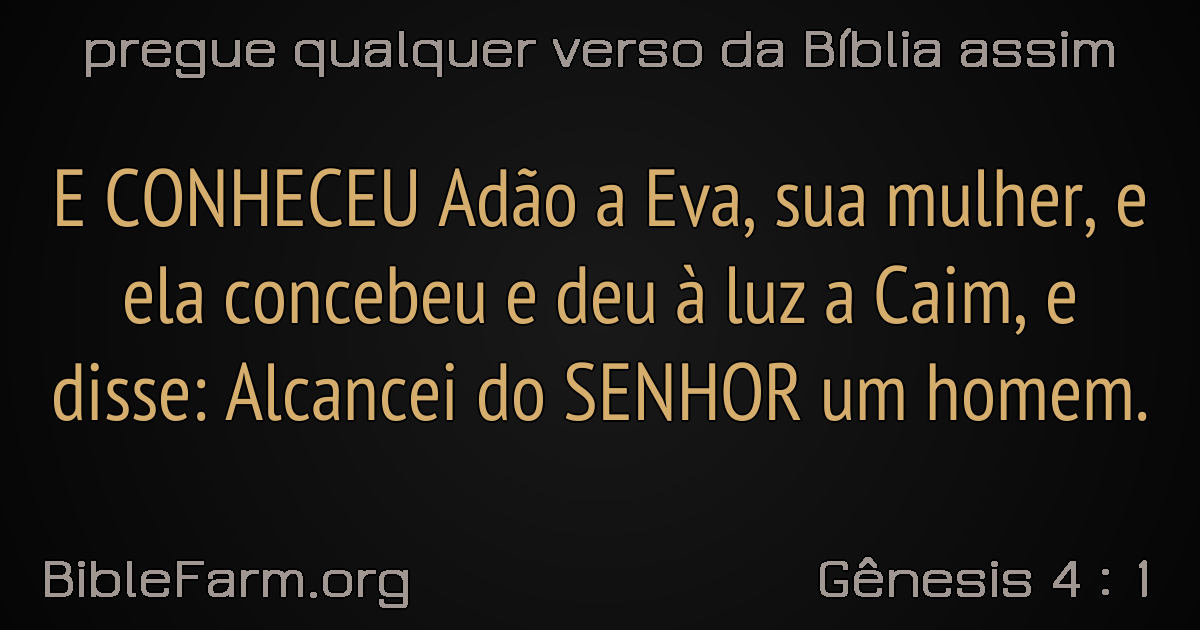 pregue qualquer verso da Bíblia assim
E CONHECEU Adão a Eva, sua mulher, e
ela concebeu e deu à luz a Caim, e
disse: Alcancei do SENHOR um homem.
BibleFarm.org
Gênesis 4 : 1